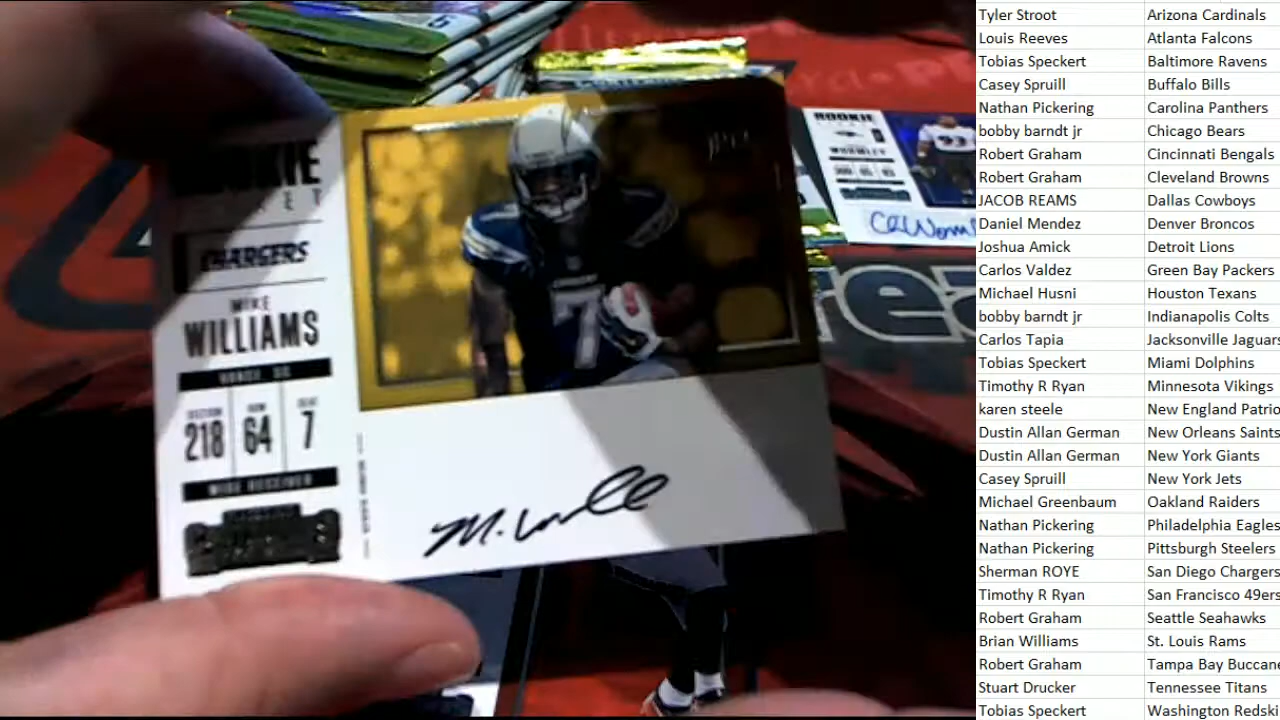 CHARGERS
MIKE
WILLIAMS
218 64 7
WIDE RECEIVER
ROOKIE
Tyler Stroot Arizona Cardinals
Louis Reeves Atlanta Falcons
Tobias Speckert Baltimore Ravens
Casey Spruill Buffalo Bills
Nathan Pickering Carolina Panthers
bobby barndt jr Chicago Bears
Robert Graham Cincinnati Bengals
Robert Graham Cleveland Browns
JACOB REAMS Dallas Cowboys
Daniel Mendez Denver Broncos
Joshua Amick Detroit Lions
Carlos Valdez Green Bay Packers
Michael Husni Houston Texans
bobby barndt jr Indianapolis Colts
Carlos Tapia Jacksonville Jaguars
Tobias Speckert Miami Dolphins
Timothy R Ryan Minnesota Vikings
karen steele New England Patrio
Dustin Allan German New Orleans Saints
Dustin Allan German New York Giants
Casey Spruill New York Jets
Michael Greenbaum Oakland Raiders
Nathan Pickering Philadelphia Eagles
Nathan Pickering Pittsburgh Steelers
Sherman ROYE San Diego Chargers
Timothy R Ryan San Francisco 49ers
Robert Graham Seattle Seahawks
Brian Williams St. Louis Rams
Robert Graham Tampa Bay Buccane
Stuart Drucker Tennessee Titans
Tobias Speckert Washington Redski